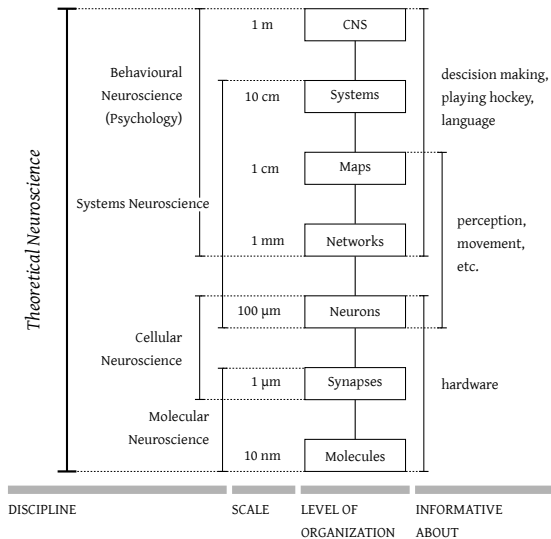 Theoretical Neuroscience
Behavioural
Neuroscience
(Psychology)
Systems Neuroscience
Cellular
Neuroscience
Molecular
Neuroscience
1 m
10 cm
1 cm
1 mm
100 µm
1 µm
10 nm
CNS
Systems
Maps
Networks
Neurons
Synapses
Molecules
descision making,
playing hockey,
language
perception,
movement,
etc.
hardware
DISCIPLINE
SCALE
LEVEL OF
ORGANIZATION
INFORMATIVE
ABOUT